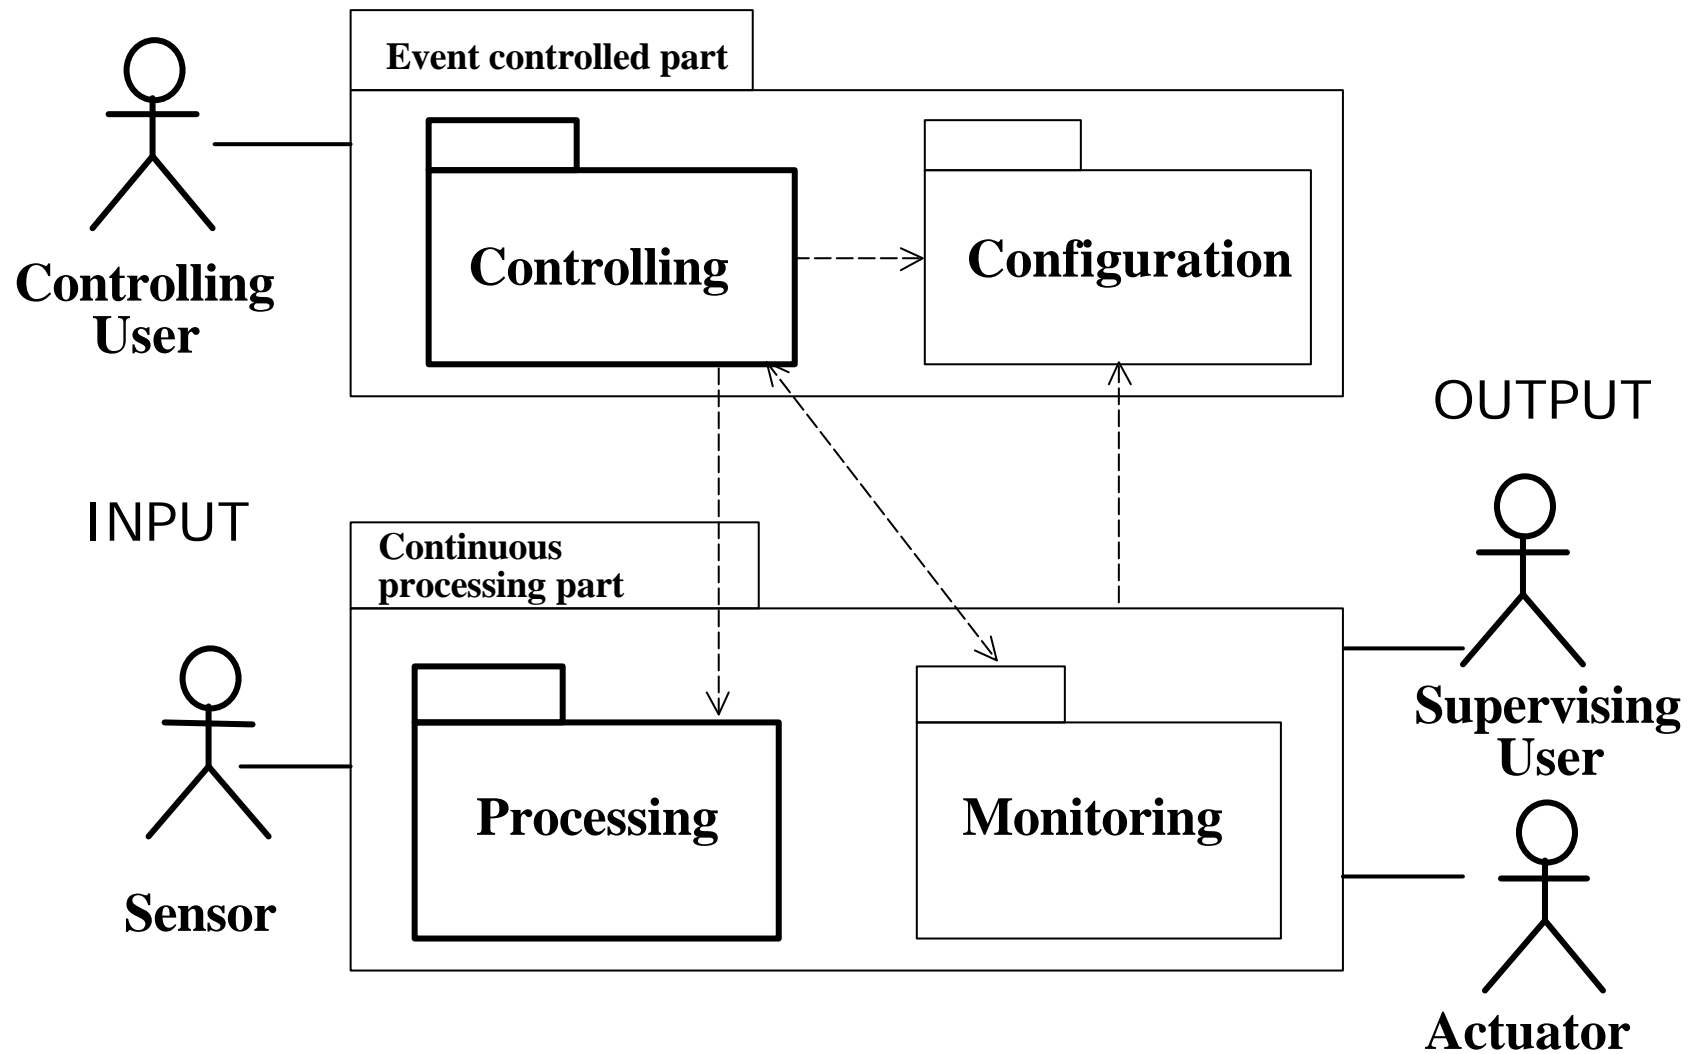 Event controlled part
Controlling
Configuration
Controlling
User
OUTPUT
INPUT
Continuous
processing part
Processing
Monitoring
Supervising
User
Sensor
Actuator